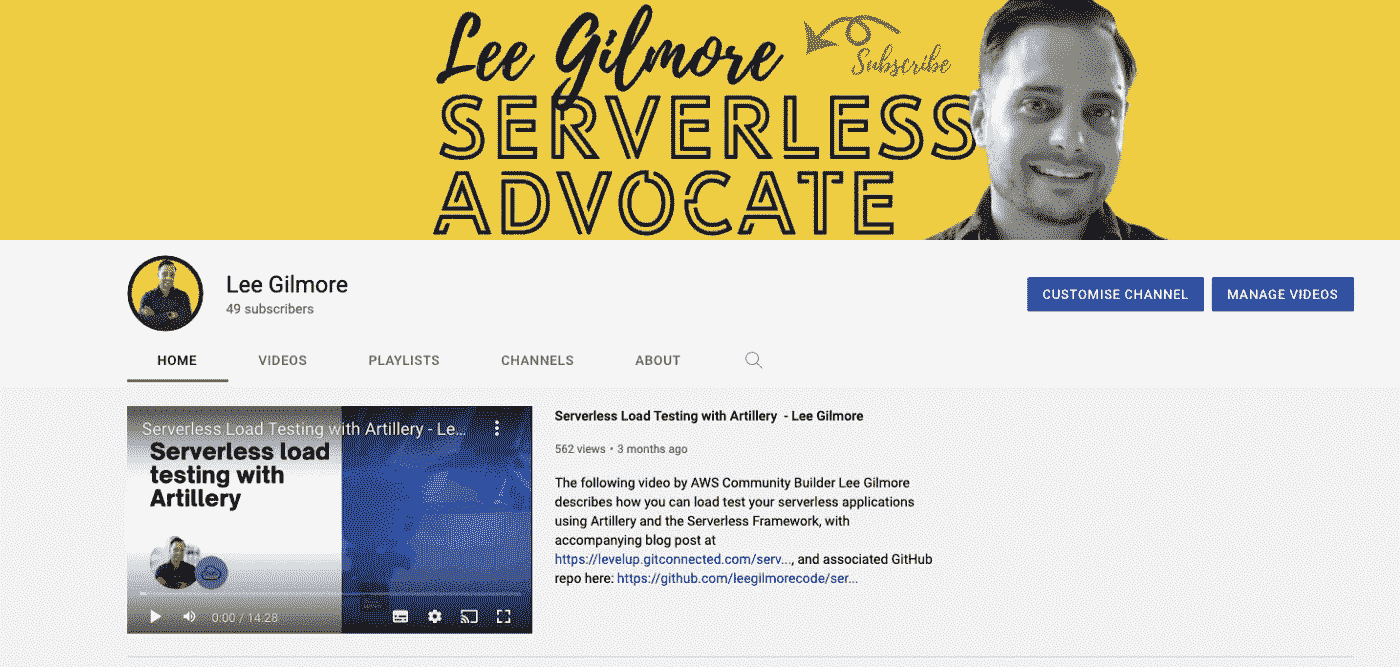 Lee Gilmore
Subscribe
SERVERLESS
ADVOCATE
Lee Gilmore
49 subscribers
CUSTOMISE CHANNEL
MANAGE VIDEOS
HOME
VIDEOS
PLAYLISTS
CHANNELS
ABOUT
Serverless Load Testing with Artillery - Le...
Serverless load
testing with
Artillery
0:00 / 14:28
Serverless Load Testing with Artillery - Lee Gilmore
562 views • 3 months ago
The following video by AWS Community Builder Lee Gilmore
describes how you can load test your serverless applications
using Artillery and the Serverless Framework, with
accompanying blog post at
https://levelup.gitconnected.com/serv..., and associated GitHub
repo here: https://github.com/leegilmorecode/ser...